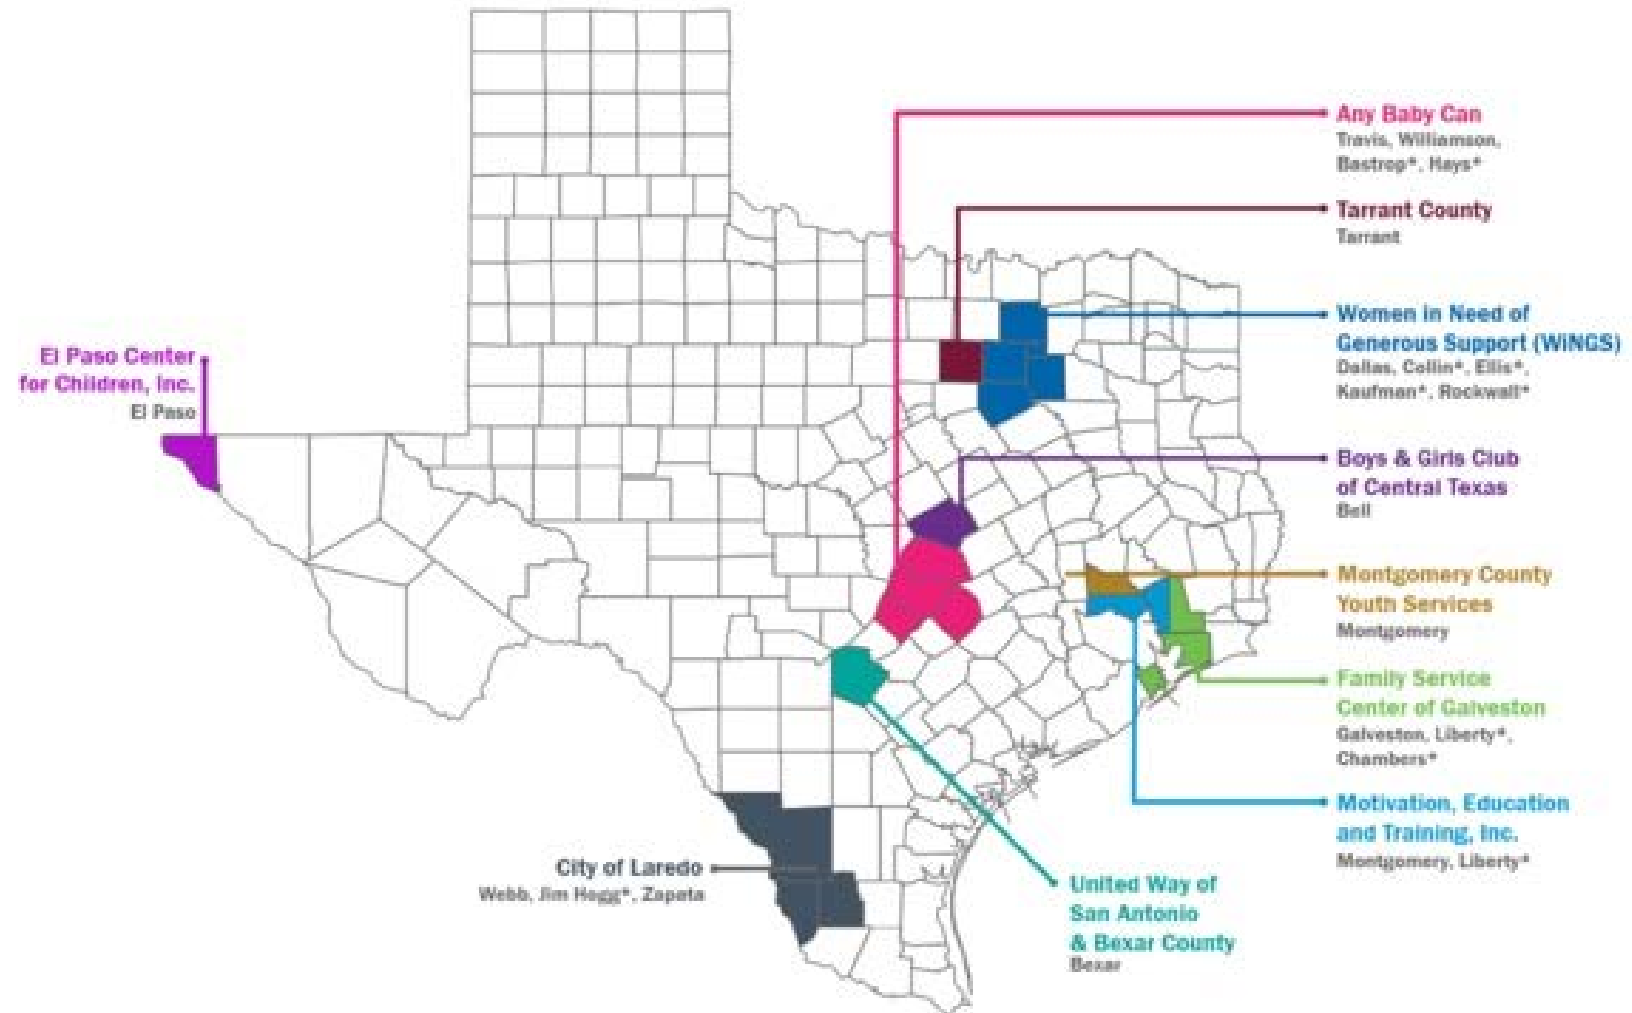 Any Baby Can
Travis, Williamson,
Bastrop*, Hays*
Tarrant County
Tarrant
Women in Need of
Generous Support (WiNGS)
Dallas, Collin*, Ellis*,
Kaufman*, Rockwall*
El Paso Center
for Children, Inc.
El Paso
Boys & Girls Club
of Central Texas
Bell
Montgomery County
Youth Services
Montgomery
Family Service
Center of Galveston
Galveston, Liberty*,
Chambers*
Motivation, Education
and Training, Inc.
Montgomery, Liberty*
City of Laredo
Webb, Jim Hogg*, Zapata
United Way of
San Antonio
& Bexar County
Bexar